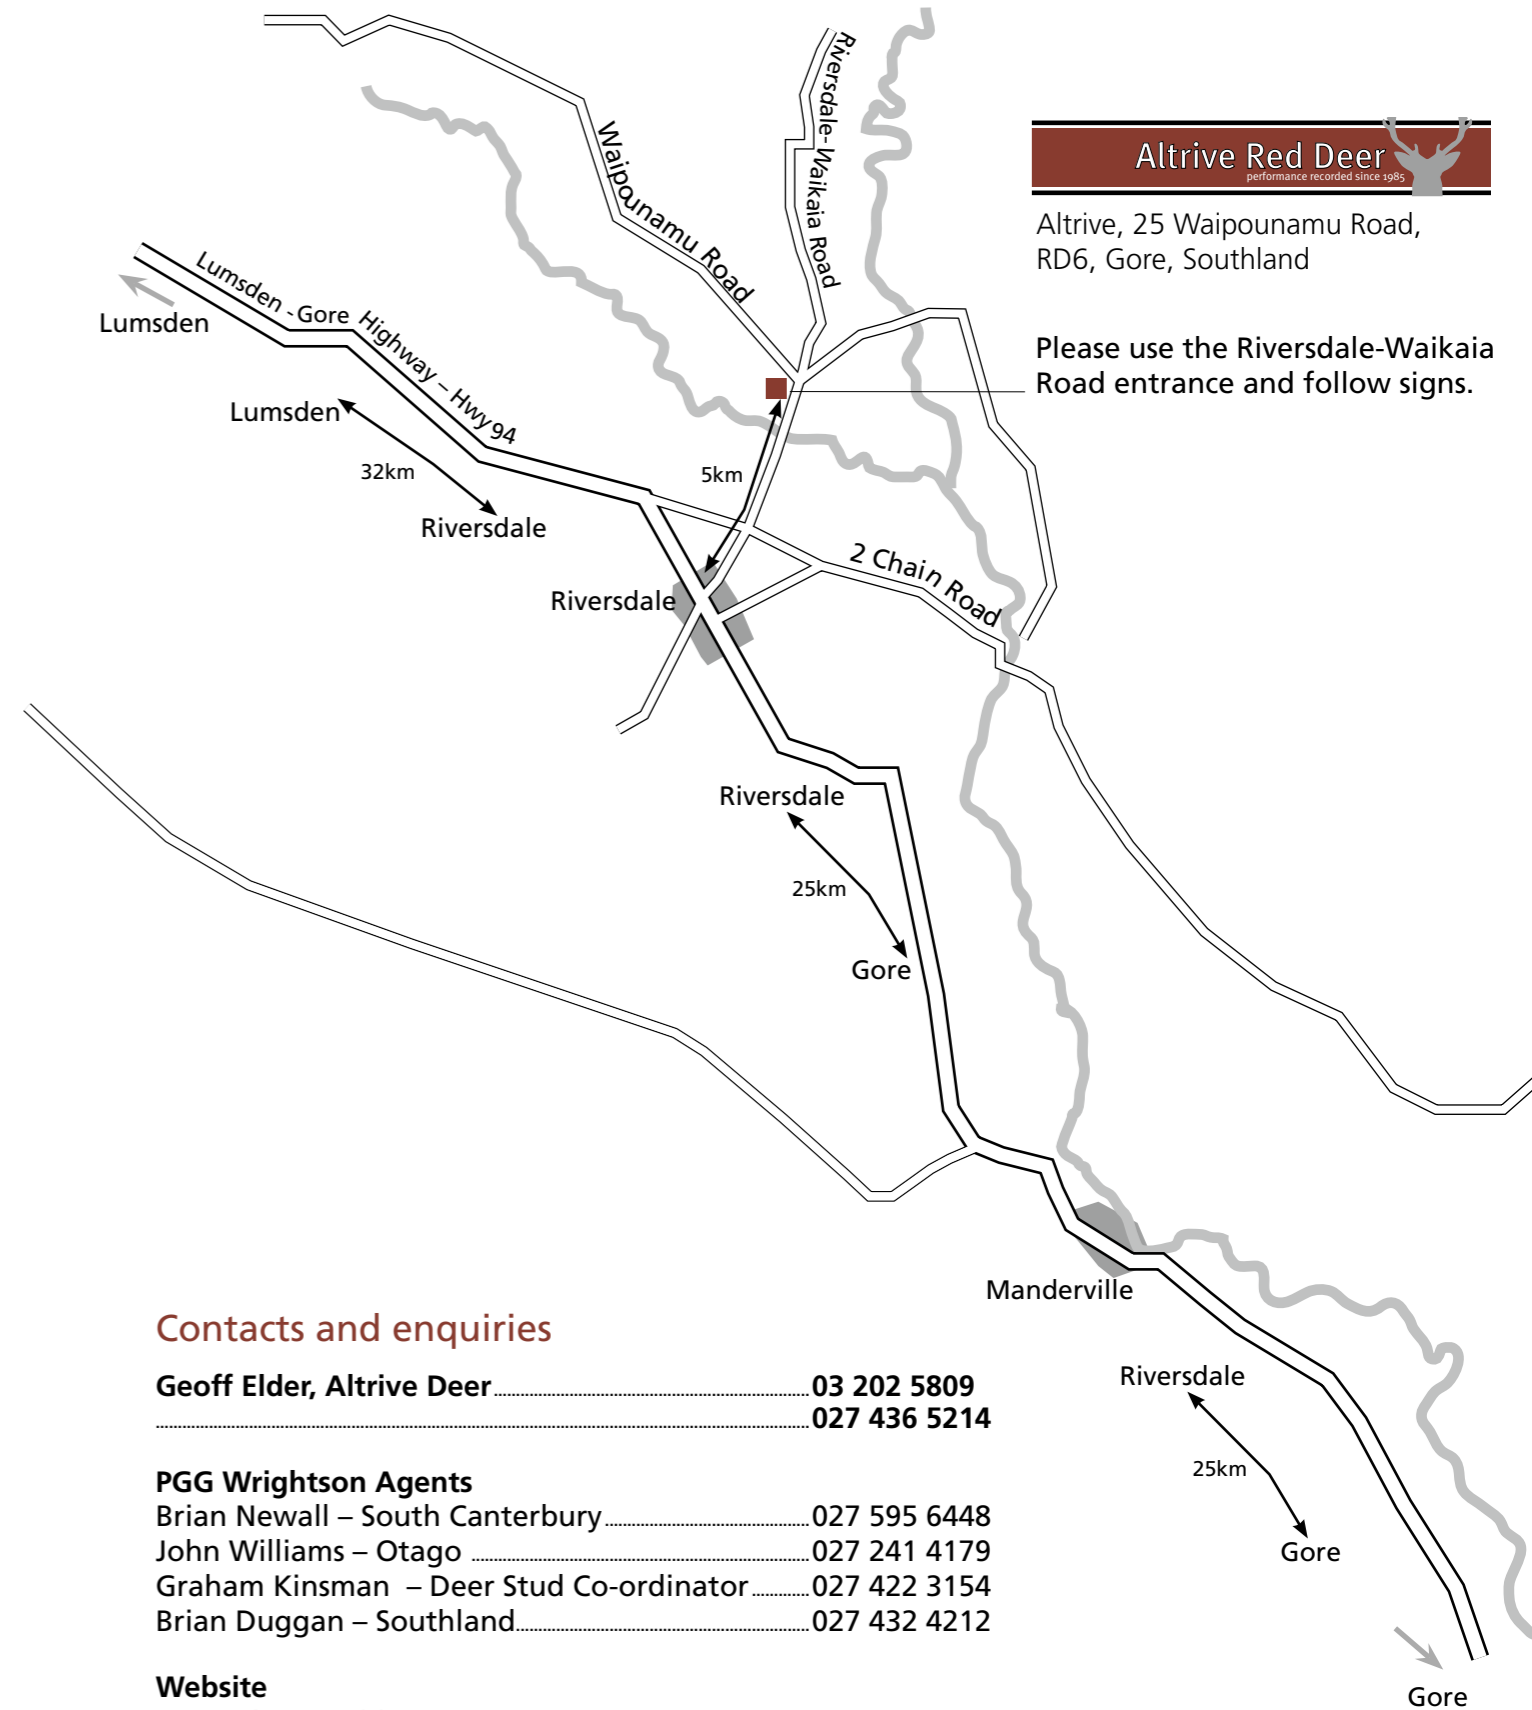 Waipounamu Road
Riversdale-Waikaia Road
Altrive Red Deer
performance recorded since 1985
Altrive, 25 Waipounamu Road,
RD6, Gore, Southland
Please use the Riversdale-Waikaia
Road entrance and follow signs.
Lumsden - Gore Highway – Hwy 94
Lumsden
Lumsden
32km
Riversdale
5km
Riversdale
2 Chain Road
Riversdale
25km
Gore
Manderville
Riversdale
25km
Gore
Gore
Contacts and enquiries
Geoff Elder, Altrive Deer 03 202 5809
027 436 5214
PGG Wrightson Agents
Brian Newall – South Canterbury 027 595 6448
John Williams – Otago 027 241 4179
Graham Kinsman – Deer Stud Co-ordinator 027 422 3154
Brian Duggan – Southland 027 432 4212
Website